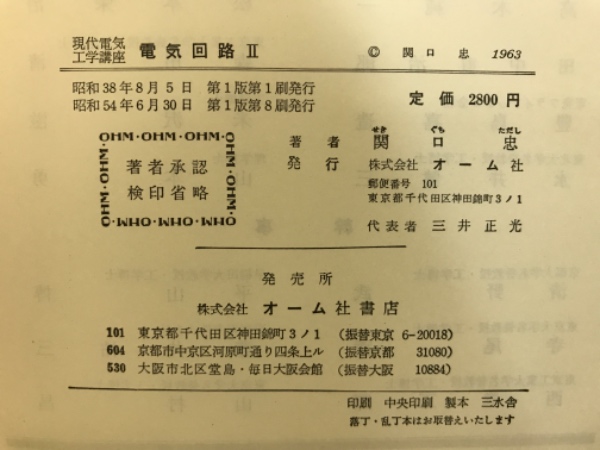 現代電気
工学講座 電気回路Ⅱ © 関口忠 1963
昭和38年8月5日 第1版第1刷発行
昭和54年6月30日 第1版第8刷発行
定価 2800円
OHM・OHM・OHM・
著者承認
検印省略
せき ぐち ただし
著者 関口忠
発行 株式会社 オーム社
郵便番号 101
東京都千代田区神田錦町3ノ1
代表者 三井正光
発売所
株式会社 オーム社書店
101 東京都千代田区神田錦町3ノ1 (振替東京 6-20018)
604 京都市中京区河原町通り四条上ル (振替京都 31080)
530 大阪市北区堂島・毎日大阪会館 (振替大阪 10884)
印刷 中央印刷 製本 三水舎
落丁・乱丁本はお取替えいたします